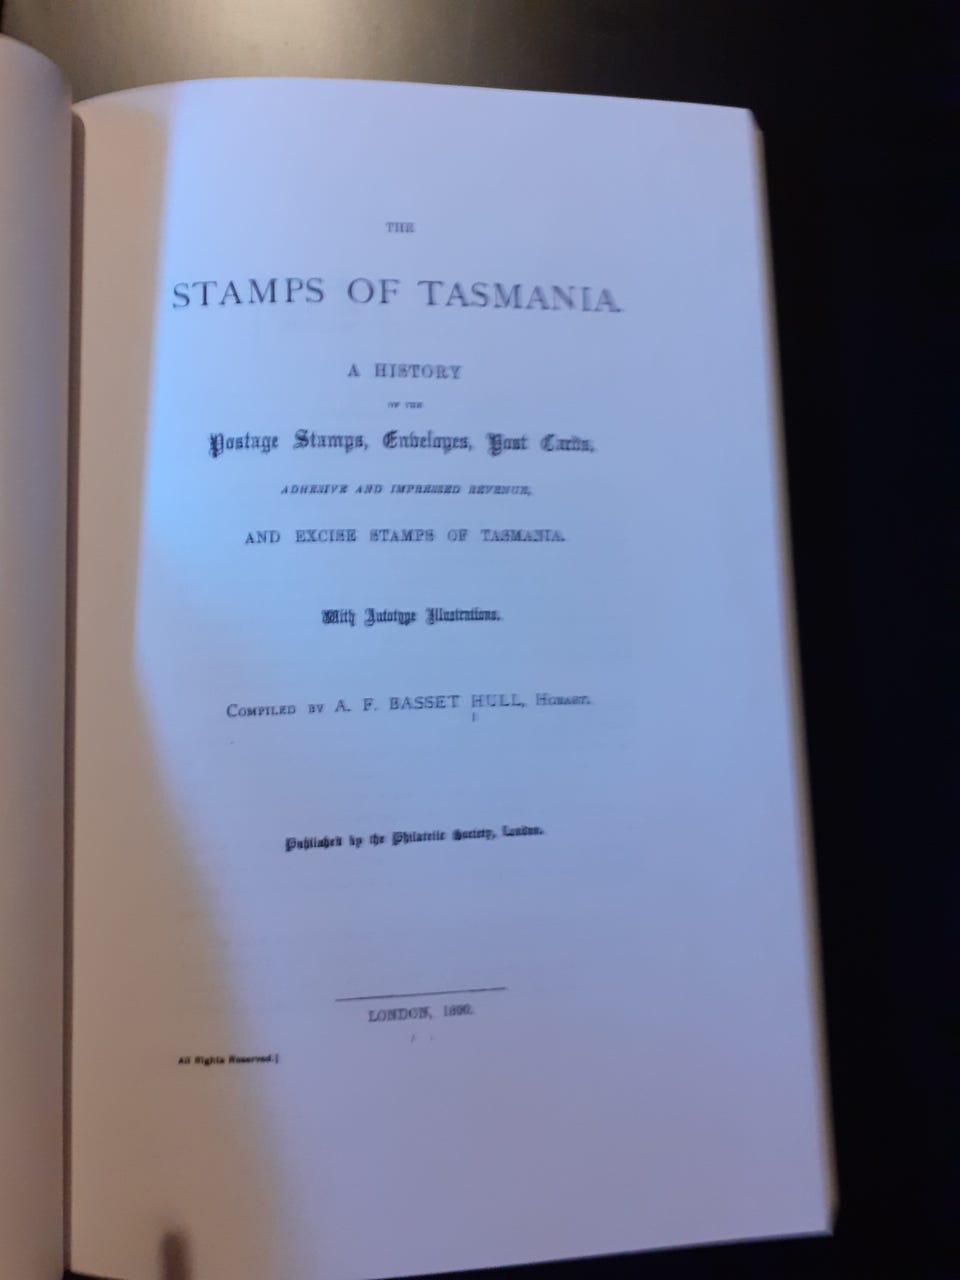 THE
STAMPS OF TASMANIA.
A HISTORY
OF THE
Postage Stamps, Envelopes, Post Cards,
ADHESIVE AND IMPRESSED REVENUE,
AND EXCISE STAMPS OF TASMANIA.
With Autotype Illustrations.
COMPILED BY A. F. BASSET HULL, HOBART.
Published by the Philatelic Society, London.
LONDON, 1890.
All Rights Reserved.]